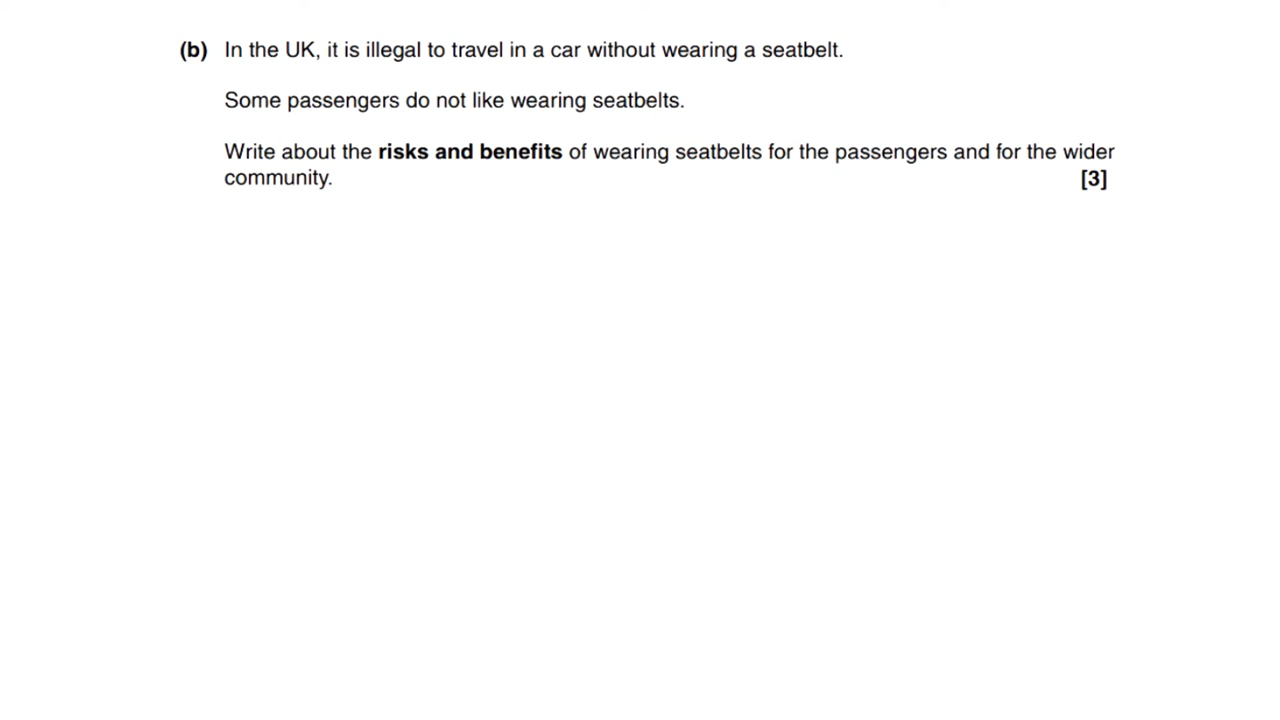 (b) In the UK, it is illegal to travel in a car without wearing a seatbelt.
Some passengers do not like wearing seatbelts.
Write about the risks and benefits of wearing seatbelts for the passengers and for the wider
community. [3]